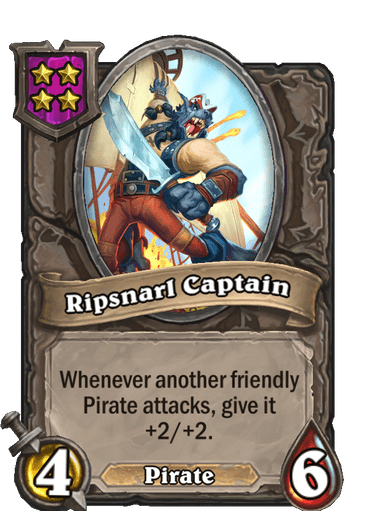 Ripsnarl Captain
Whenever another friendly
Pirate attacks, give it
+2/+2.
4
Pirate
6